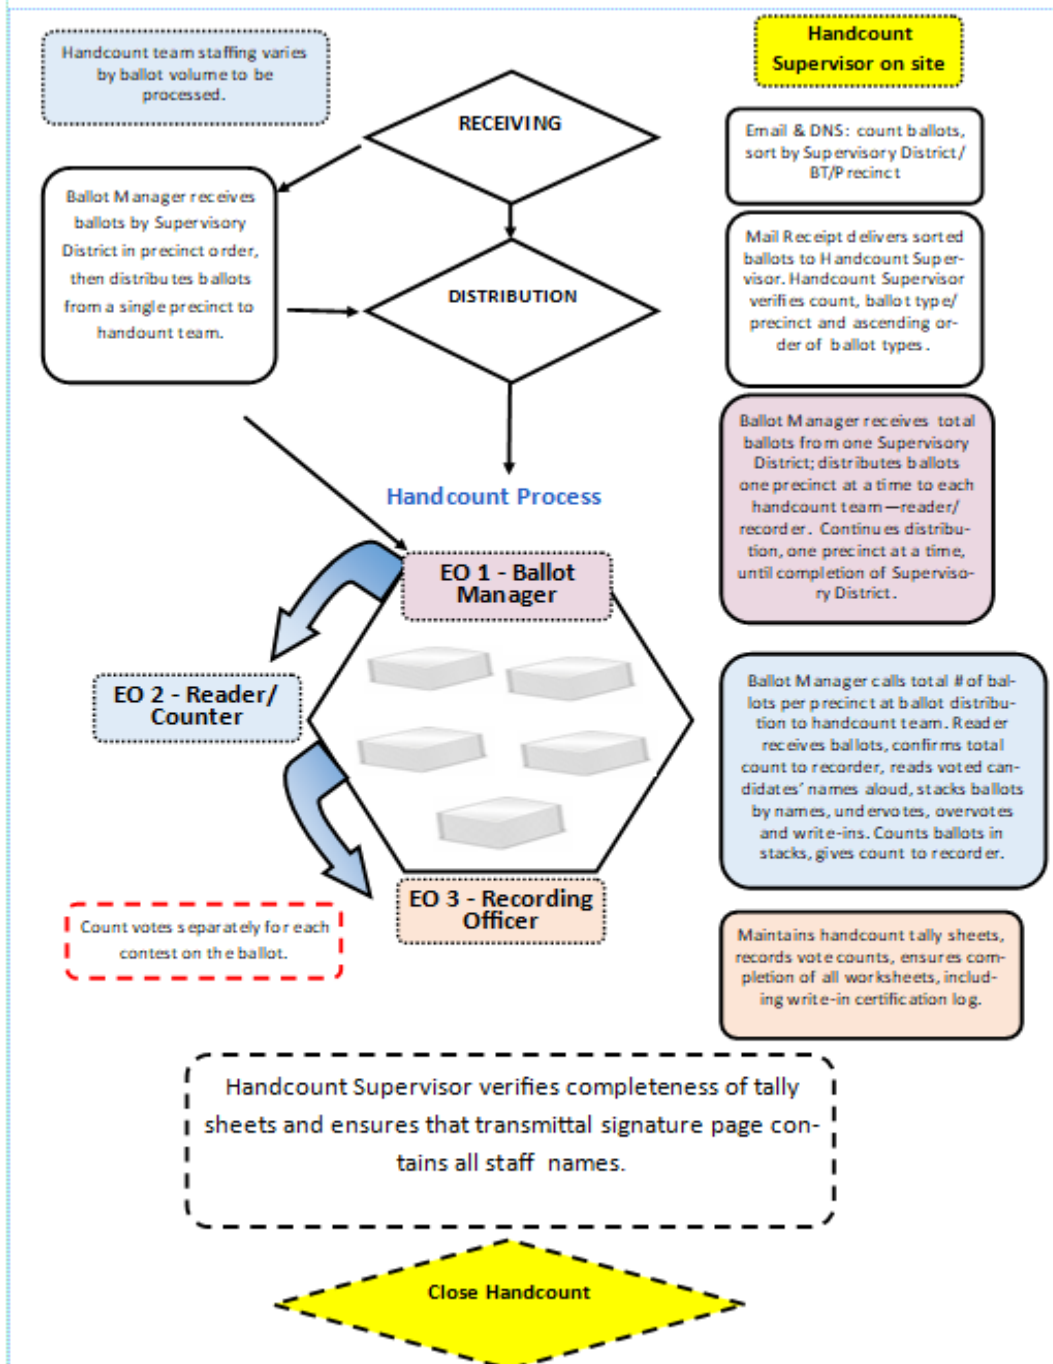 Handcount team staffing varies
by ballot volume to be
processed.
Handcount
Supervisor on site
RECEIVING
Email & DNS: count ballots,
sort by Supervisory District/
BT/Precinct
Ballot Manager receives
ballots by Supervisory
District in precinct order,
then distributes ballots
from a single precinct to
handount team.
Mail Receipt delivers sorted
ballots to Handcount Super-
visor. Handcount Supervisor
verifies count, ballot type/
precinct and ascending or-
der of ballot types.
DISTRIBUTION
Ballot Manager receives total
ballots from one Supervisory
District; distributes ballots
one precinct at a time to each
handcount team—reader/
recorder. Continues distribu-
tion, one precinct at a time,
until completion of Superviso-
ry District.
Handcount Process
EO 1 - Ballot
Manager
EO 2 - Reader/
Counter
Ballot Manager calls total # of bal-
lots per precinct at ballot distribu-
tion to handcount team. Reader
receives ballots, confirms total
count to recorder, reads voted can-
didates' names aloud, stacks ballots
by names, undervotes, overvotes
and write-ins. Counts ballots in
stacks, gives count to recorder.
EO 3 - Recording
Officer
Count votes separately for each
contest on the ballot.
Maintains handcount tally sheets,
records vote counts, ensures com-
pletion of all worksheets, includ-
ing write-in certification log.
Handcount Supervisor verifies completeness of tally
sheets and ensures that transmittal signature page con-
tains all staff names.
Close Handcount